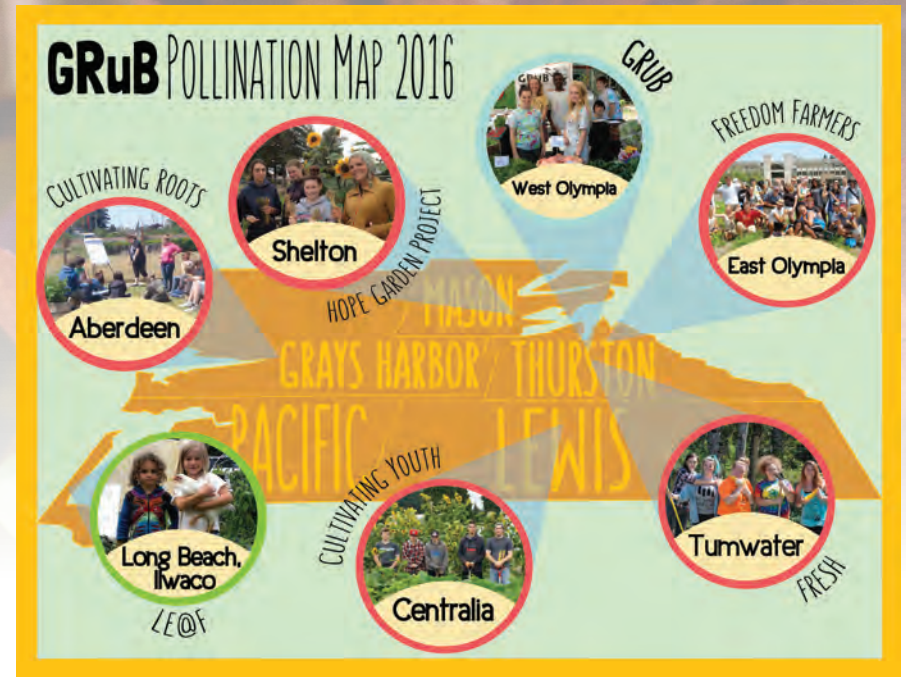 GRuB POLLINATION MAP 2016
GRUB
West Olympia
FREEDOM FARMERS
East Olympia
CULTIVATING ROOTS
Aberdeen
Shelton
HOPE GARDEN PROJECT
MASON
GRAYS HARBOR
THURSTON
PACIFIC
LEWIS
Long Beach,
Ilwaco
LE@F
CULTIVATING YOUTH
Centralia
Tumwater
FRESH